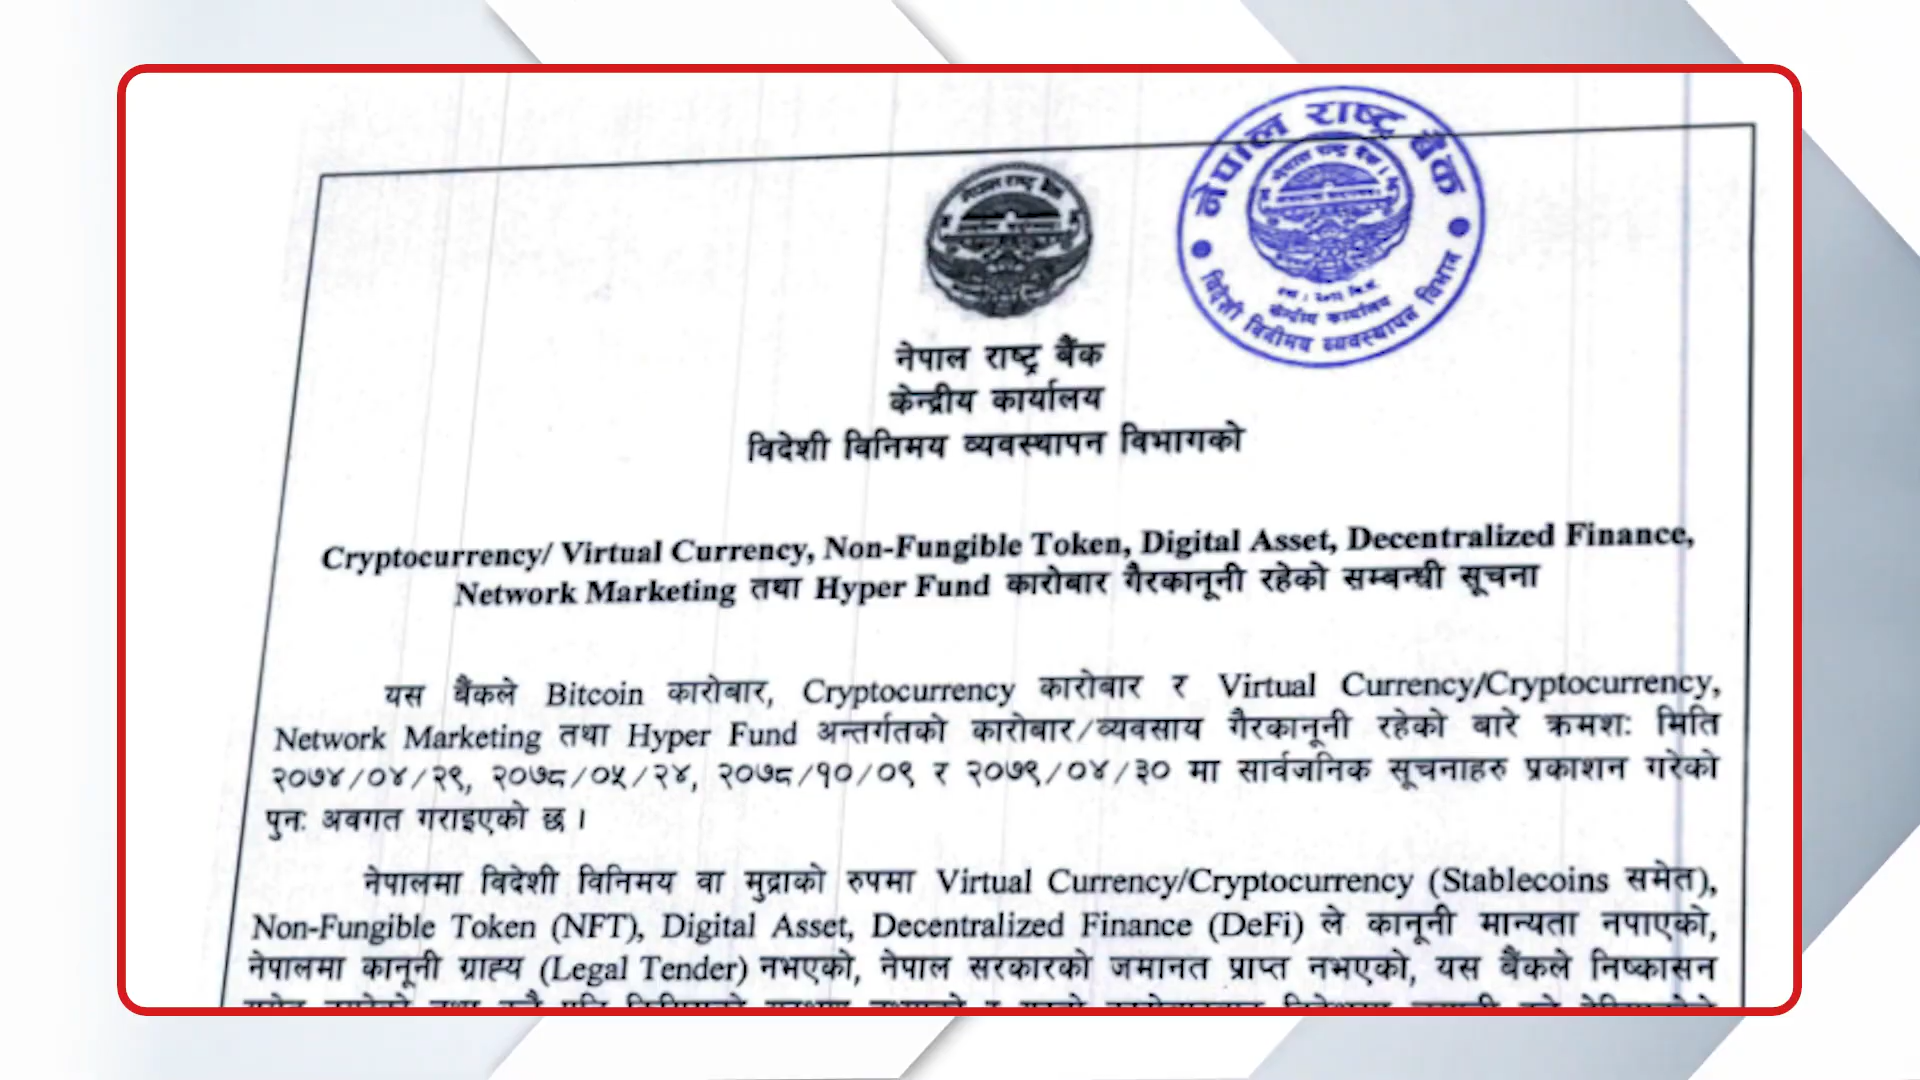 नेपाल राष्ट्र बैंक
विदेशी विनिमय व्यवस्थापन विभाग
केन्द्रीय कार्यालय
नेपाल राष्ट्र बैंक
केन्द्रीय कार्यालय
विदेशी विनिमय व्यवस्थापन विभागको
Cryptocurrency/ Virtual Currency, Non-Fungible Token, Digital Asset, Decentralized Finance,
Network Marketing तथा Hyper Fund कारोबार गैरकानूनी रहेको सम्बन्धी सूचना
यस बैंकले Bitcoin कारोबार, Cryptocurrency कारोबार र Virtual Currency/Cryptocurrency,
Network Marketing तथा Hyper Fund अन्तर्गतको कारोबार/व्यवसाय गैरकानूनी रहेको बारे क्रमशः मिति
२०७४/०४/२९, २०७८/०५/२४, २०७८/१०/०९ र २०७९/०४/३० मा सार्वजनिक सूचनाहरु प्रकाशन गरेको
पुनः अवगत गराइएको छ ।
नेपालमा विदेशी विनिमय वा मुद्राको रुपमा Virtual Currency/Cryptocurrency (Stablecoins समेत),
Non-Fungible Token (NFT), Digital Asset, Decentralized Finance (DeFi) ले कानूनी मान्यता नपाएको,
नेपालमा कानूनी ग्राह्य (Legal Tender) नभएको, नेपाल सरकारको जमानत प्राप्त नभएको, यस बैंकले निष्कासन